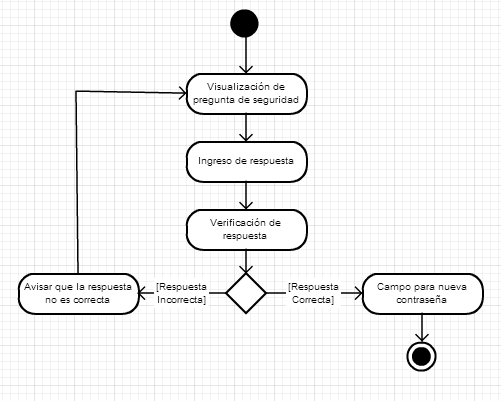 Visualización de
pregunta de seguridad
Ingreso de respuesta
Verificación de
respuesta
Avisar que la respuesta
no es correcta
[Respuesta
Incorrecta]
[Respuesta
Correcta]
Campo para nueva
contraseña